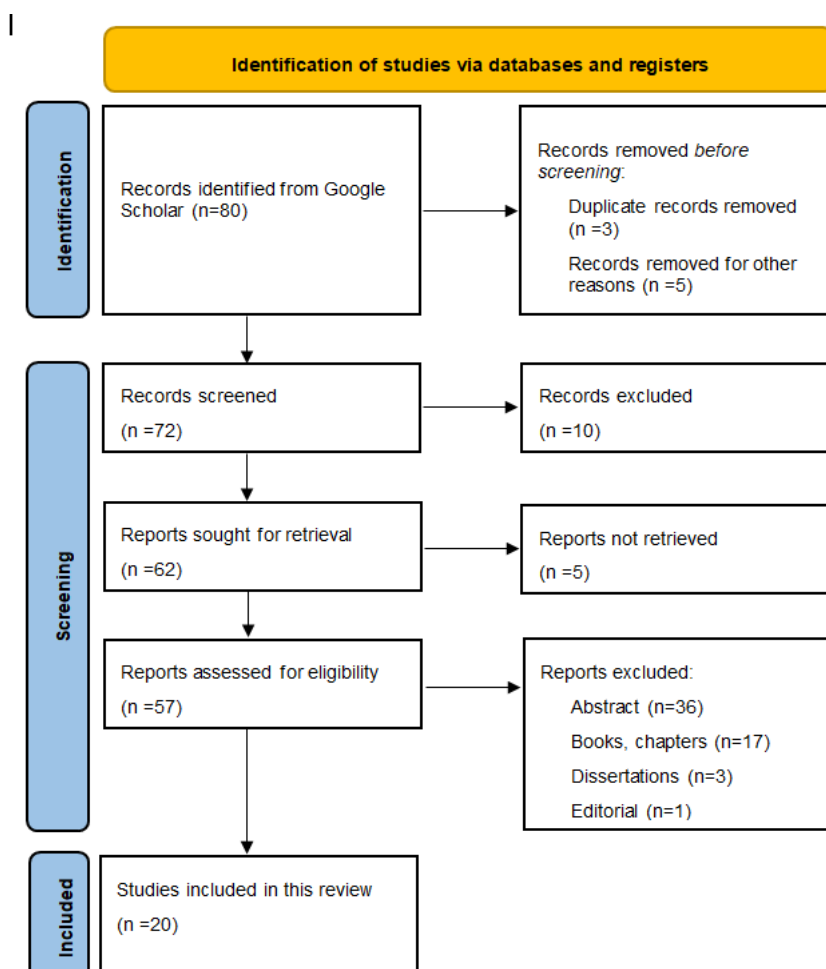 I
Identification of studies via databases and registers
Identification
Records identified from Google
Scholar (n=80)
Records removed before
screening:
Duplicate records removed
(n =3)
Records removed for other
reasons (n =5)
Screening
Records screened
(n =72)
Records excluded
(n =10)
Reports sought for retrieval
(n =62)
Reports not retrieved
(n =5)
Reports assessed for eligibility
(n =57)
Reports excluded:
Abstract (n=36)
Books, chapters (n=17)
Dissertations (n=3)
Editorial (n=1)
Included
Studies included in this review
(n =20)